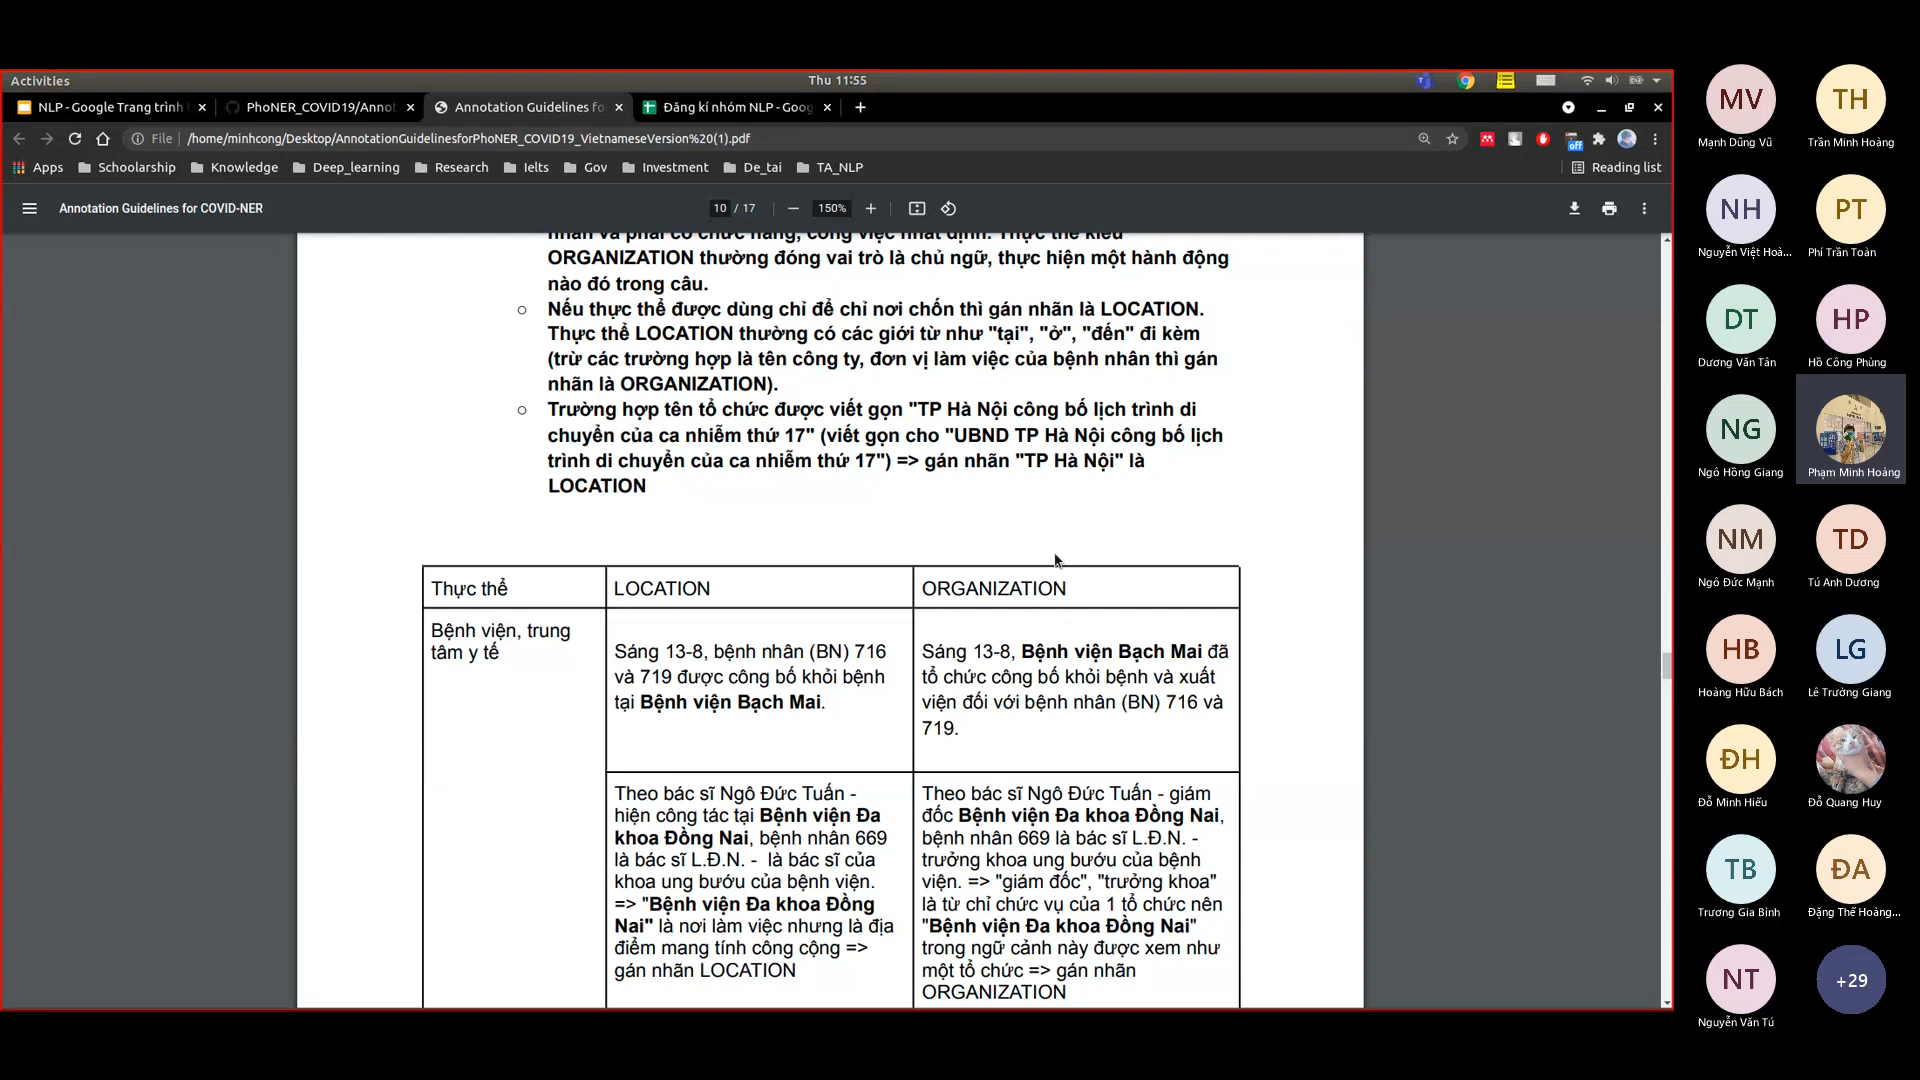 Activities
Thu 11:55
NLP - Google Trang trình
PhoNER_COVID19/Annot
Annotation Guidelines fo
Đăng kí nhóm NLP - Goog
File
/home/minhcong/Desktop/AnnotationGuidelinesforPhoNER_COVID19_VietnameseVersion%20(1).pdf
off
Apps
Schoolarship
Knowledge
Deep_learning
Research
Ielts
Gov
Investment
De_tai
TA_NLP
Reading list
Annotation Guidelines for COVID-NER
10 / 17
150%
nhân và phải có chức năng, công việc nhất định. Thực thể kiểu
ORGANIZATION thường đóng vai trò là chủ ngữ, thực hiện một hành động
nào đó trong câu.
○ Nếu thực thể được dùng chỉ để chỉ nơi chốn thì gán nhãn là LOCATION.
Thực thể LOCATION thường có các giới từ như "tại", "ở", "đến" đi kèm
(trừ các trường hợp là tên công ty, đơn vị làm việc của bệnh nhân thì gán
nhãn là ORGANIZATION).
○ Trường hợp tên tổ chức được viết gọn "TP Hà Nội công bố lịch trình di
chuyển của ca nhiễm thứ 17" (viết gọn cho "UBND TP Hà Nội công bố lịch
trình di chuyển của ca nhiễm thứ 17") => gán nhãn "TP Hà Nội" là
LOCATION
Thực thể
LOCATION
ORGANIZATION
Bệnh viện, trung
tâm y tế
Sáng 13-8, bệnh nhân (BN) 716
và 719 được công bố khỏi bệnh
tại Bệnh viện Bạch Mai.
Sáng 13-8, Bệnh viện Bạch Mai đã
tổ chức công bố khỏi bệnh và xuất
viện đối với bệnh nhân (BN) 716 và
719.
Theo bác sĩ Ngô Đức Tuấn -
hiện công tác tại Bệnh viện Đa
khoa Đồng Nai, bệnh nhân 669
là bác sĩ L.Đ.N. - là bác sĩ của
khoa ung bướu của bệnh viện.
=> "Bệnh viện Đa khoa Đồng
Nai" là nơi làm việc nhưng là địa
điểm mang tính công cộng =>
gán nhãn LOCATION
Theo bác sĩ Ngô Đức Tuấn - giám
đốc Bệnh viện Đa khoa Đồng Nai,
bệnh nhân 669 là bác sĩ L.Đ.N. -
trưởng khoa ung bướu của bệnh
viện. => "giám đốc", "trưởng khoa"
là từ chỉ chức vụ của 1 tổ chức nên
"Bệnh viện Đa khoa Đồng Nai"
trong ngữ cảnh này được xem như
một tổ chức => gán nhãn
ORGANIZATION
MV
Mạnh Dũng Vũ
TH
Trần Minh Hoàng
NH
Nguyễn Việt Hoà...
PT
Phí Trần Toàn
DT
Dương Văn Tân
HP
Hồ Công Phùng
NG
Ngô Hồng Giang
Phạm Minh Hoàng
NM
Ngô Đức Mạnh
TD
Tú Anh Dương
HB
Hoàng Hữu Bách
LG
Lê Trường Giang
ĐH
Đỗ Minh Hiếu
Đỗ Quang Huy
TB
Trương Gia Bình
ĐA
Đặng Thế Hoàng...
NT
Nguyễn Văn Tú
+29